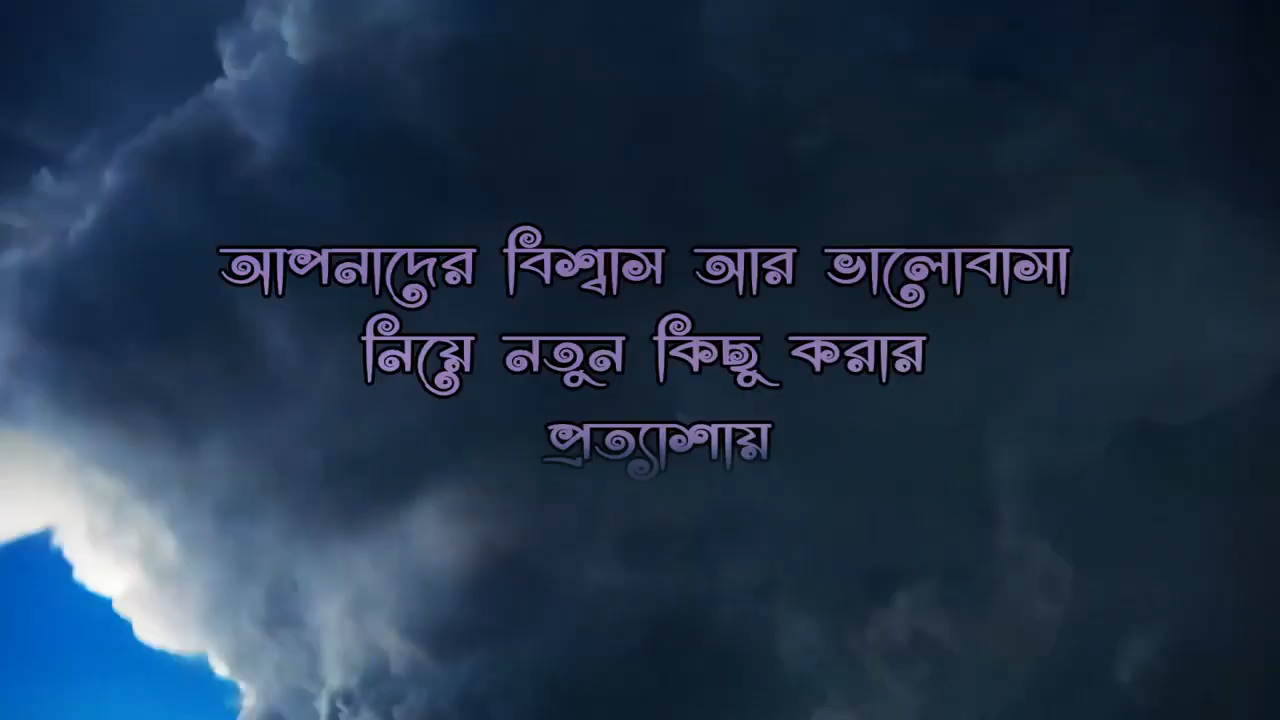 আপনাদের বিশ্বাস আর ভালোবাসা
নিয়ে নতুন কিছু করার
প্রত্যাশায়